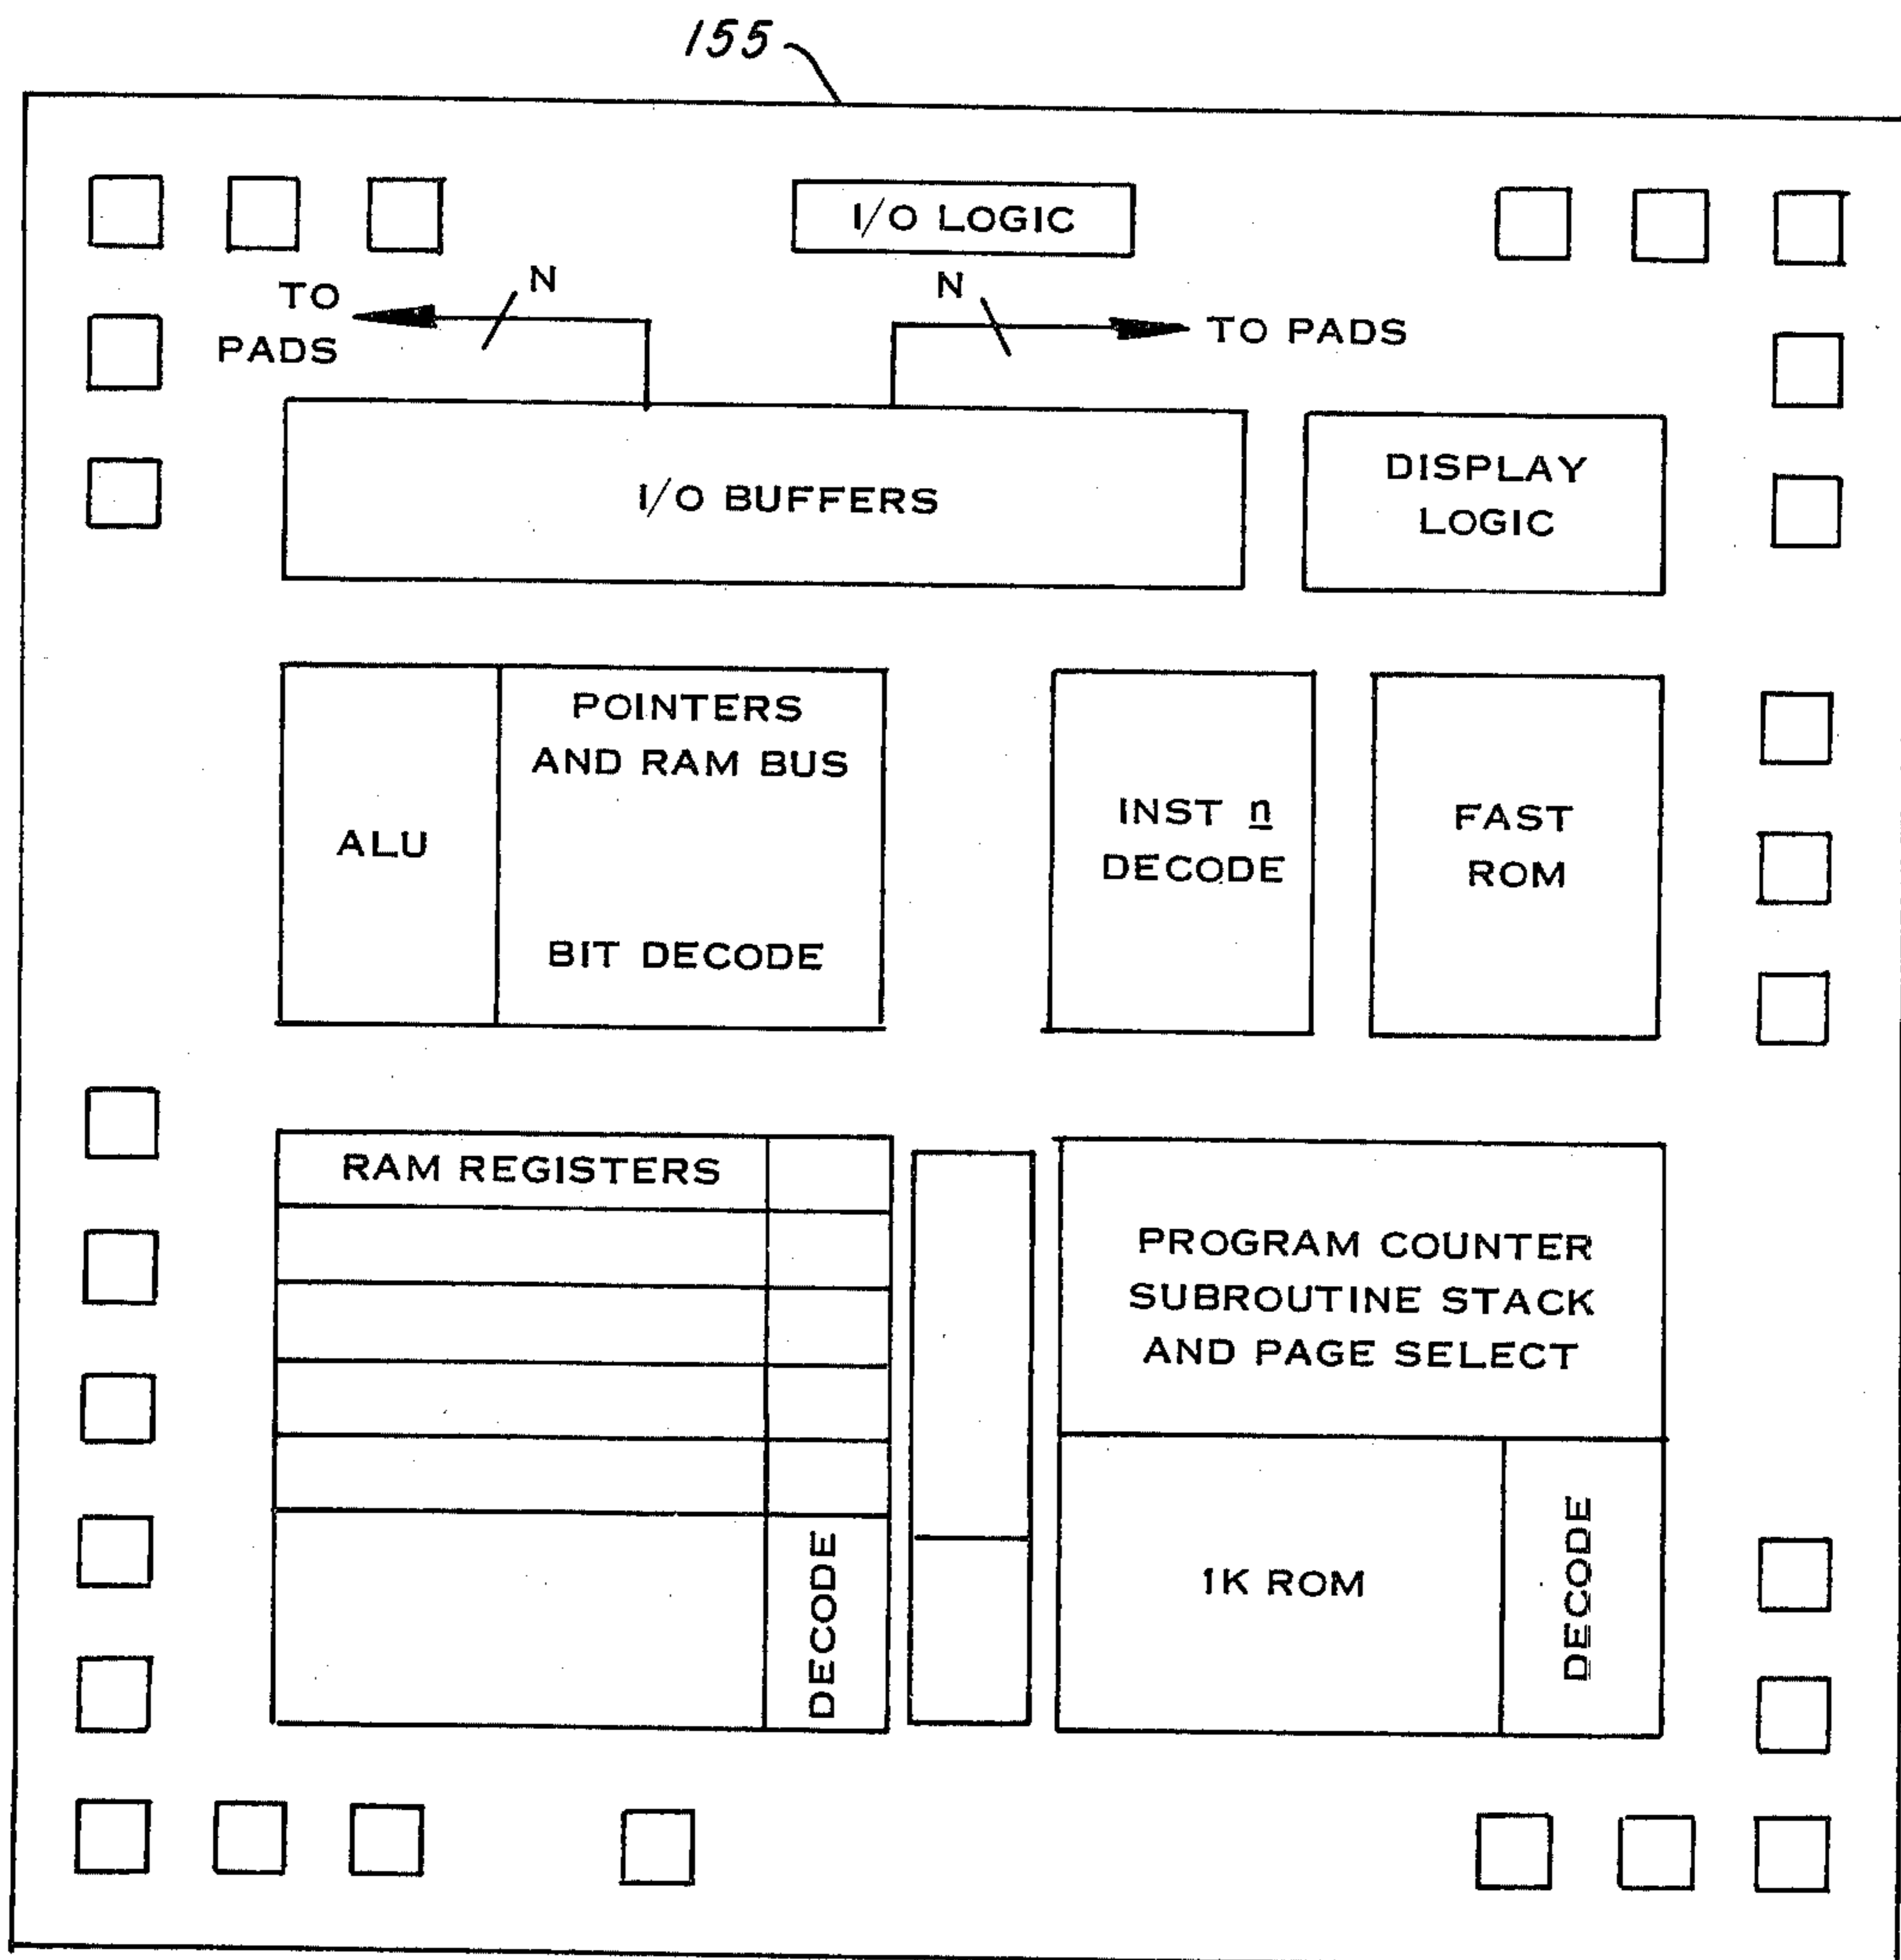 155
I/O LOGIC
N
N
TO
PADS
TO PADS
I/O BUFFERS
DISPLAY
LOGIC
ALU
POINTERS
AND RAM BUS
BIT DECODE
INST n
DECODE
FAST
ROM
RAM REGISTERS
DECODE
PROGRAM COUNTER
SUBROUTINE STACK
AND PAGE SELECT
1K ROM
DECODE